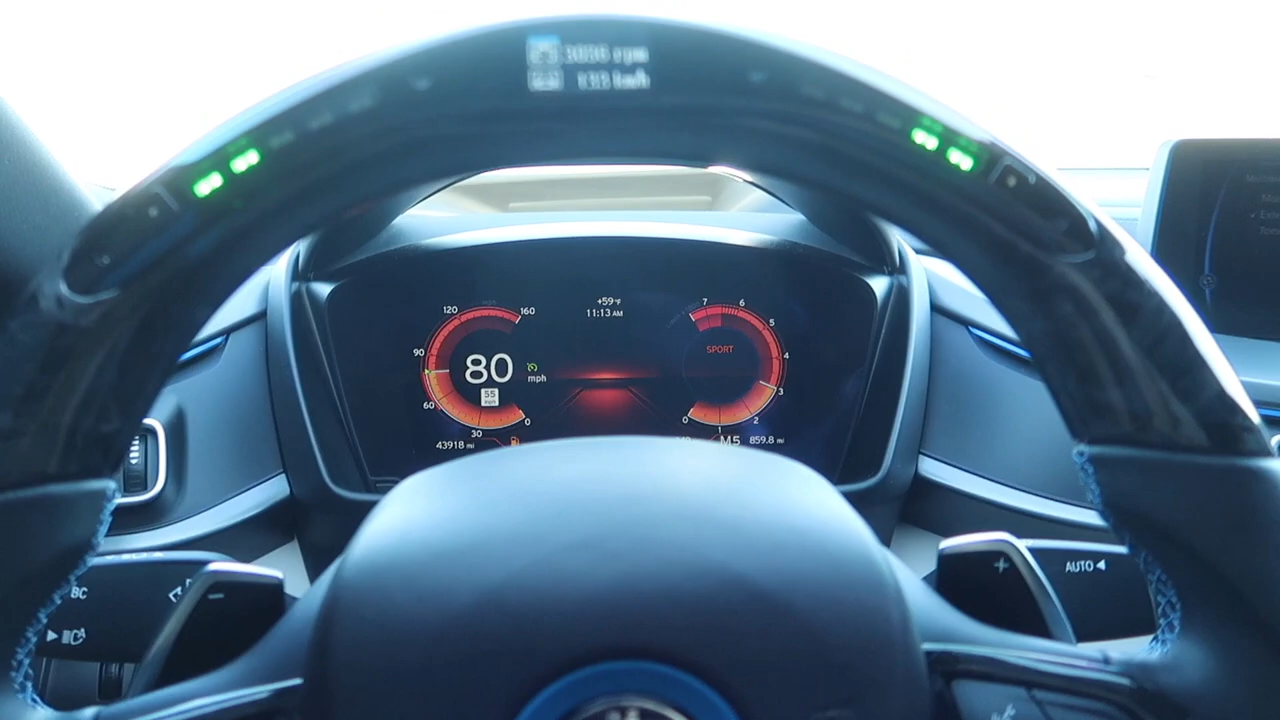 3036 rpm
133 km/h
+59°F
11:13 AM
120
160
90
60
30
0
80
mph
55
mph
7
6
5
4
3
2
1
0
SPORT
43918 mi
M5
859.8 mi
BC
−
+
AUTO